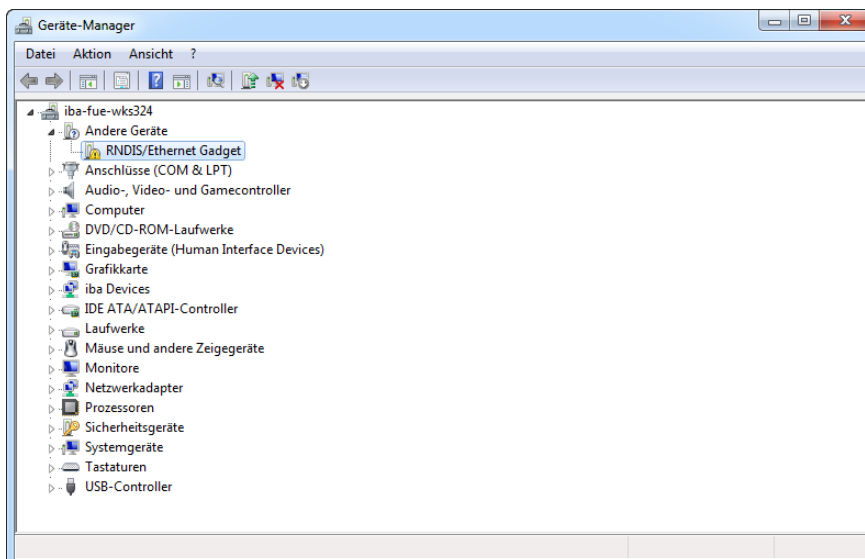 Geräte-Manager
Datei Aktion Ansicht ?
iba-fue-wks324
Andere Geräte
RNDIS/Ethernet Gadget
Anschlüsse (COM & LPT)
Audio-, Video- und Gamecontroller
Computer
DVD/CD-ROM-Laufwerke
Eingabegeräte (Human Interface Devices)
Grafikkarte
iba Devices
IDE ATA/ATAPI-Controller
Laufwerke
Mäuse und andere Zeigegeräte
Monitore
Netzwerkadapter
Prozessoren
Sicherheitsgeräte
Systemgeräte
Tastaturen
USB-Controller